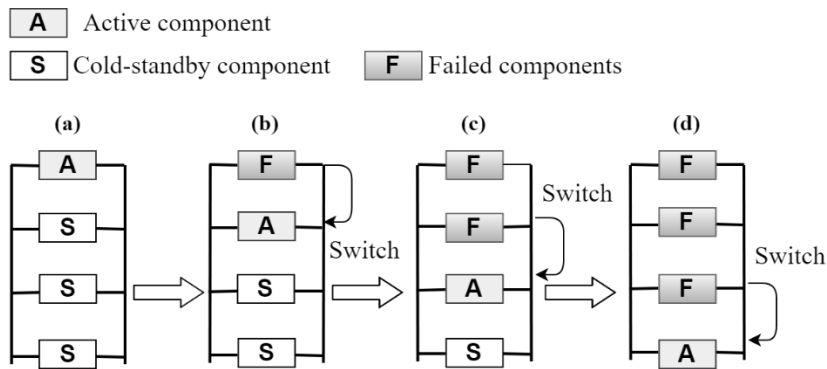 A Active component
S Cold-standby component F Failed components
(a) (b) (c) (d)
A F F F
S A F F
Switch Switch Switch
S S A F
S S S A